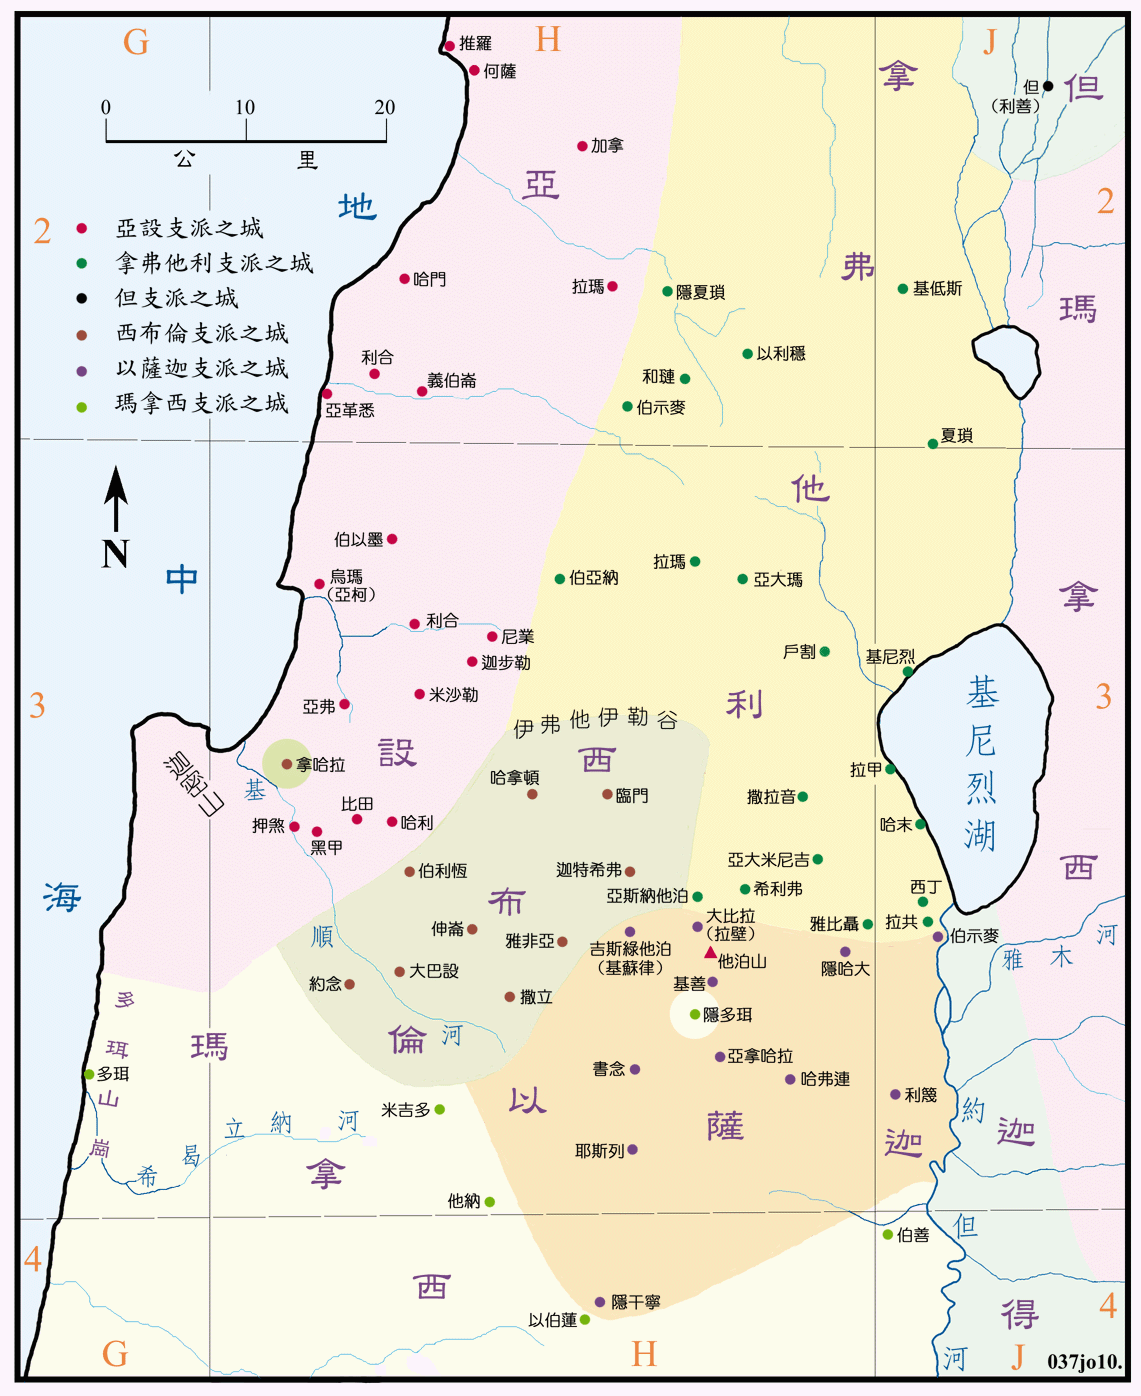 G
H
J
推羅
何薩
拿
但
（利善）
但
0
10
20
公 里
加拿
亞
地
2
2
亞設支派之城
拿弗他利支派之城
但支派之城
西布倫支派之城
以薩迦支派之城
瑪拿西支派之城
哈門
拉瑪
隱夏瑣
弗
基低斯
瑪
以利穩
利合
義伯崙
亞革悉
和璉
伯示麥
夏瑣
N
中
他
伯以墨
烏瑪
（亞柯）
伯亞納
拉瑪
亞大瑪
拿
利合
尼業
迦步勒
戶割
基尼烈
米沙勒
亞弗
3
3
利
基尼烈湖
伊弗他伊勒谷
設
西
迦密山
拿哈拉
基
哈拿頓
臨門
拉甲
撒拉音
哈末
押煞
比田
哈利
黑甲
伯利恆
迦特希弗
亞大米尼吉
西
海
布
亞斯納他泊
希利弗
西丁
順
伸崙
雅非亞
吉斯綠他泊
（基蘇律）
大比拉
（拉壁）
雅比聶
拉共
伯示麥
雅木河
他泊山
隱哈大
約念
大巴設
撒立
基善
隱多珥
多珥山崗
瑪
倫
河
多珥
書念
亞拿哈拉
哈弗連
利篾
約
米吉多
以
薩
迦
迦
希曷立納河
拿
耶斯列
他納
但
伯善
4
4
西
隱干寧
以伯蓮
得
G
H
J
河
037jo10.